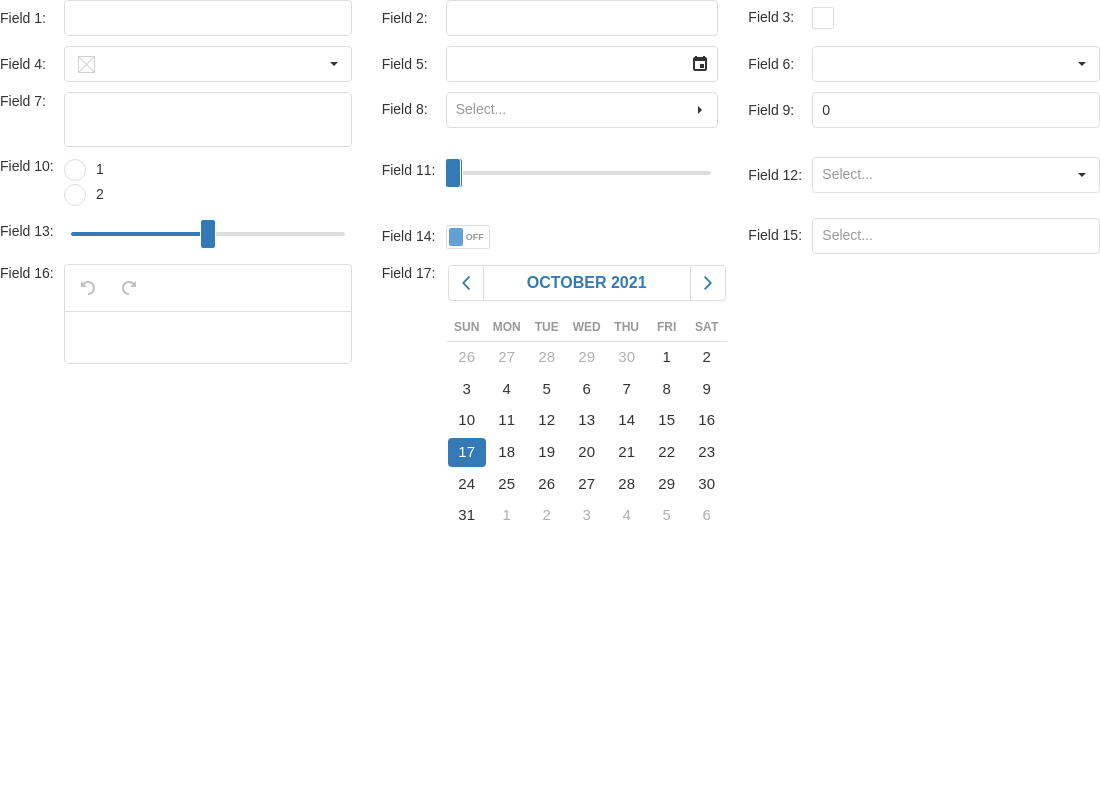 Field 1:
Field 2:
Field 3:
Field 4:
Field 5:
Field 6:
Field 7:
Field 8: Select...
Field 9: 0
Field 10:
1
2
Field 11:
Field 12: Select...
Field 13:
Field 14: OFF
Field 15: Select...
Field 16:
Field 17:
OCTOBER 2021
SUN MON TUE WED THU FRI SAT
26 27 28 29 30 1 2
3 4 5 6 7 8 9
10 11 12 13 14 15 16
17 18 19 20 21 22 23
24 25 26 27 28 29 30
31 1 2 3 4 5 6